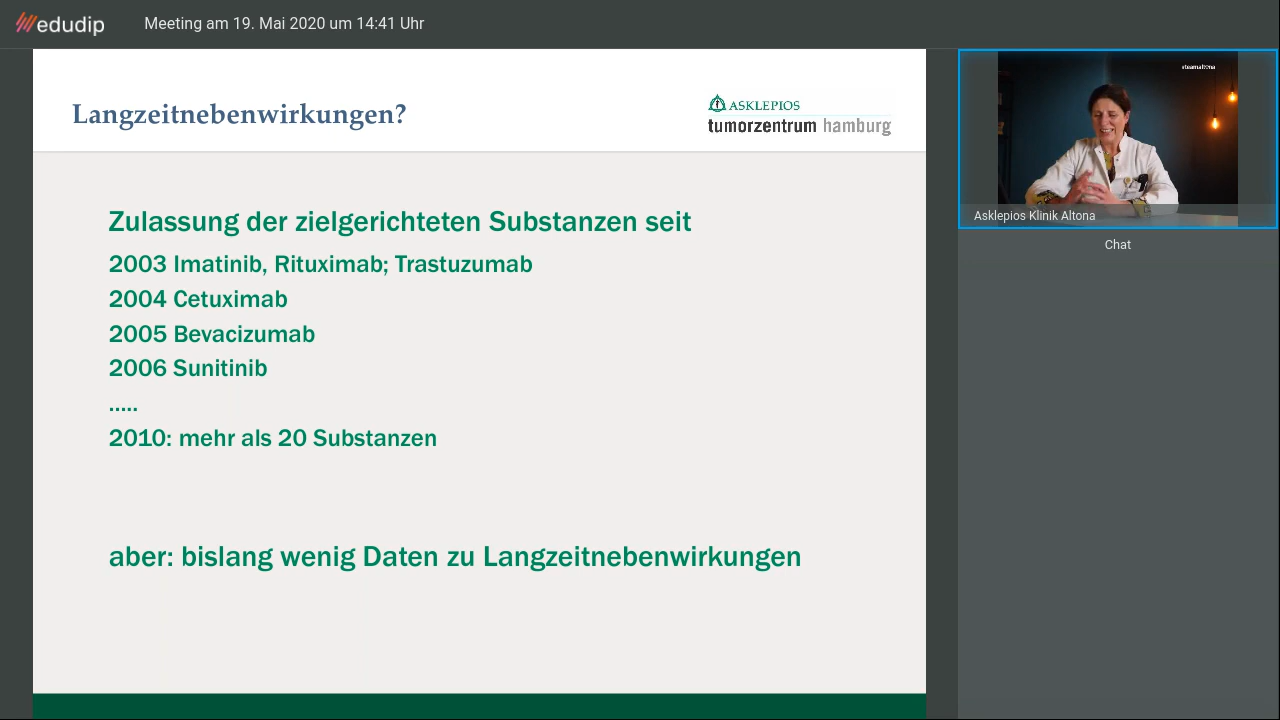 edudip
Meeting am 19. Mai 2020 um 14:41 Uhr
Langzeitnebenwirkungen?
ASKLEPIOS
tumorzentrum hamburg
Zulassung der zielgerichteten Substanzen seit
2003 Imatinib, Rituximab; Trastuzumab
2004 Cetuximab
2005 Bevacizumab
2006 Sunitinib
.....
2010: mehr als 20 Substanzen
aber: bislang wenig Daten zu Langzeitnebenwirkungen
#teamaltona
Asklepios Klinik Altona
Chat